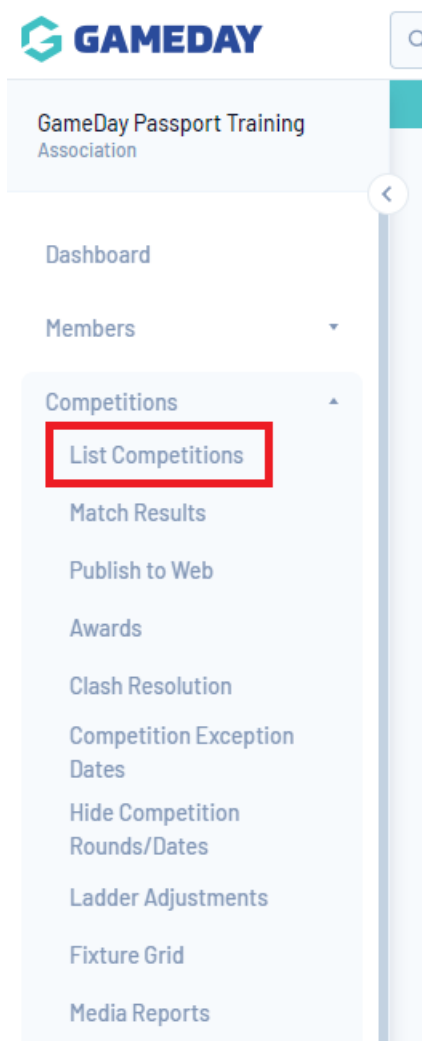 GAMEDAY
GameDay Passport Training
Association
Dashboard
Members
Competitions
List Competitions
Match Results
Publish to Web
Awards
Clash Resolution
Competition Exception
Dates
Hide Competition
Rounds/Dates
Ladder Adjustments
Fixture Grid
Media Reports